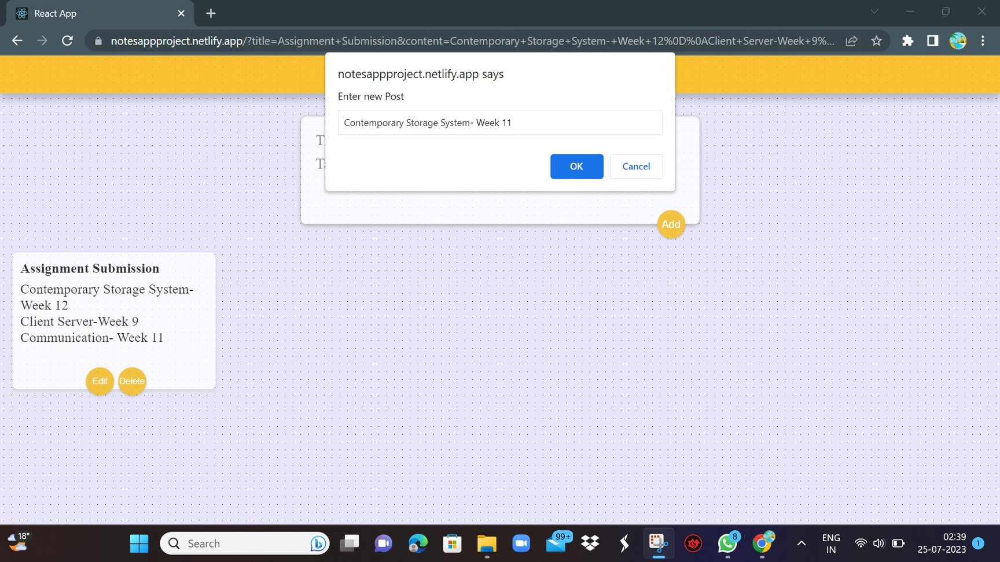 React App
notesappproject.netlify.app/?title=Assignment+Submission&content=Contemporary+Storage+System-+Week+12%0D%0AClient+Server-Week+9%...
notesappproject.netlify.app says
Enter new Post
Contemporary Storage System- Week 11
OK
Cancel
Add
Assignment Submission
Contemporary Storage System-
Week 12
Client Server-Week 9
Communication- Week 11
Edit
Delete
18°
Search
99+
8
ENG
IN
02:39
25-07-2023
1